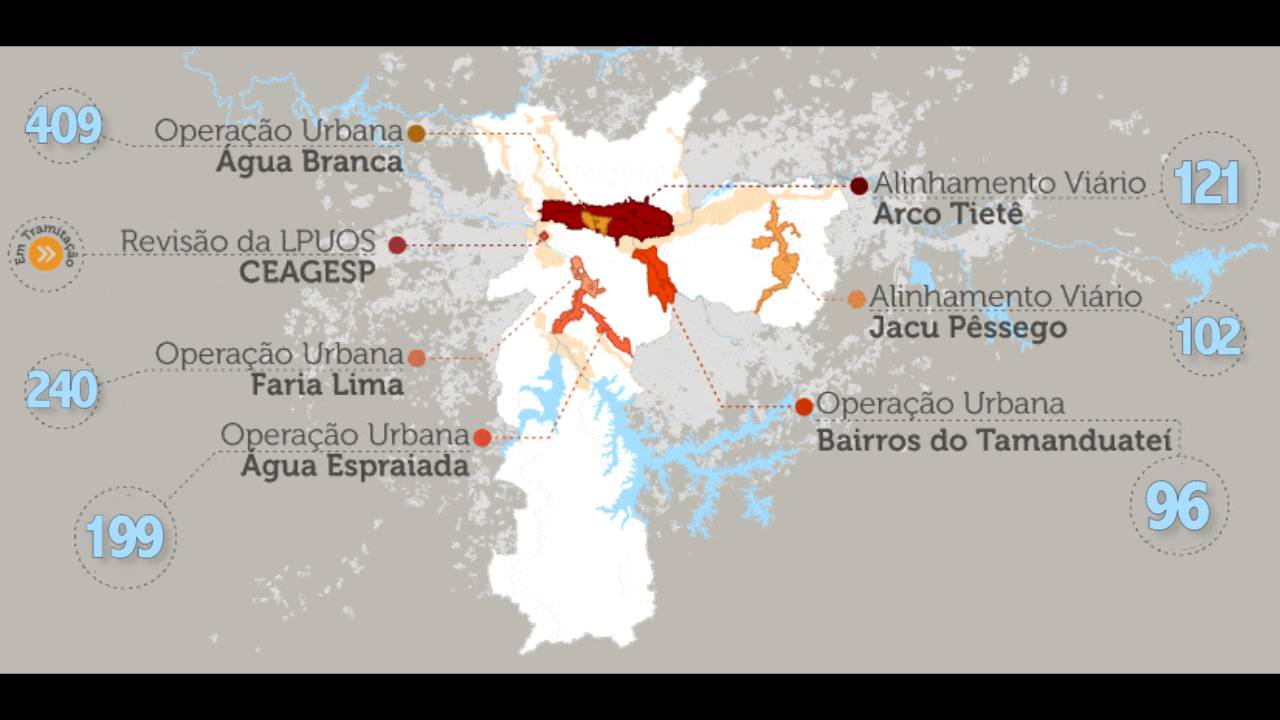 409
Operação Urbana
Água Branca
Em Tramitação
Revisão da LPUOS
CEAGESP
240
Operação Urbana
Faria Lima
Operação Urbana
Água Espraiada
199
Alinhamento Viário
Arco Tietê
121
Alinhamento Viário
Jacu Pêssego
102
Operação Urbana
Bairros do Tamanduateí
96